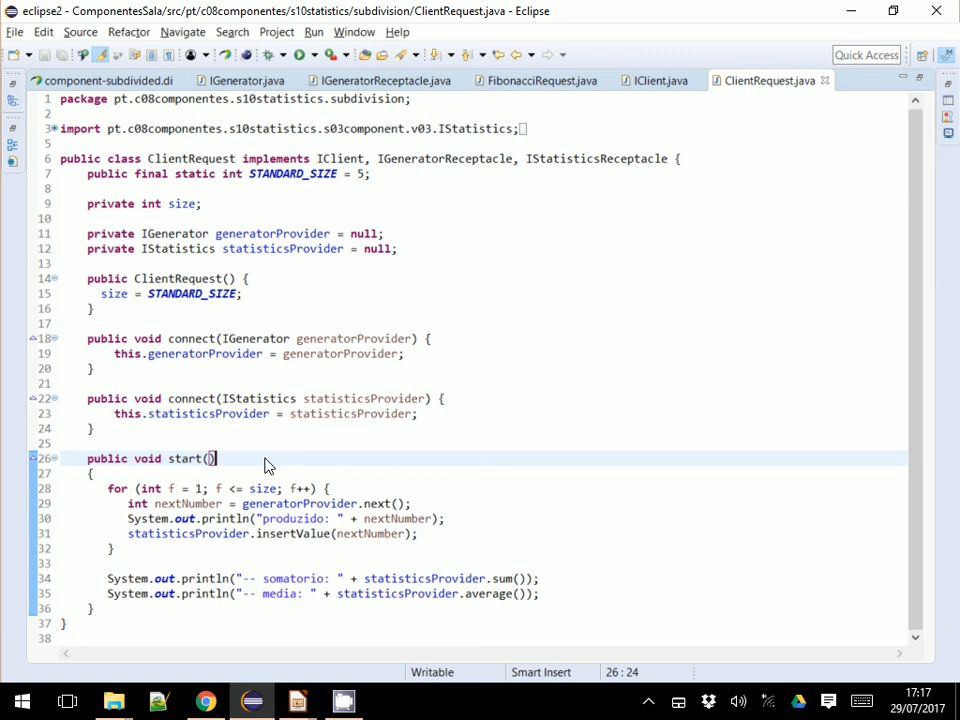 eclipse2 - ComponentesSala/src/pt/c08componentes/s10statistics/subdivision/ClientRequest.java - Eclipse
File Edit Source Refactor Navigate Search Project Run Window Help
Quick Access
component-subdivided.di IGenerator.java IGeneratorReceptacle.java FibonacciRequest.java IClient.java ClientRequest.java
1 package pt.c08componentes.s10statistics.subdivision;
2
3 import pt.c08componentes.s10statistics.s03component.v03.IStatistics;
5
6 public class ClientRequest implements IClient, IGeneratorReceptacle, IStatisticsReceptacle {
7 public final static int STANDARD_SIZE = 5;
8
9 private int size;
10
11 private IGenerator generatorProvider = null;
12 private IStatistics statisticsProvider = null;
13
14 public ClientRequest() {
15 size = STANDARD_SIZE;
16 }
17
18 public void connect(IGenerator generatorProvider) {
19 this.generatorProvider = generatorProvider;
20 }
21
22 public void connect(IStatistics statisticsProvider) {
23 this.statisticsProvider = statisticsProvider;
24 }
25
26 public void start()
27 {
28 for (int f = 1; f <= size; f++) {
29 int nextNumber = generatorProvider.next();
30 System.out.println("produzido: " + nextNumber);
31 statisticsProvider.insertValue(nextNumber);
32 }
33
34 System.out.println("-- somatorio: " + statisticsProvider.sum());
35 System.out.println("-- media: " + statisticsProvider.average());
36 }
37 }
38
Writable Smart Insert 26 : 24
17:17
29/07/2017